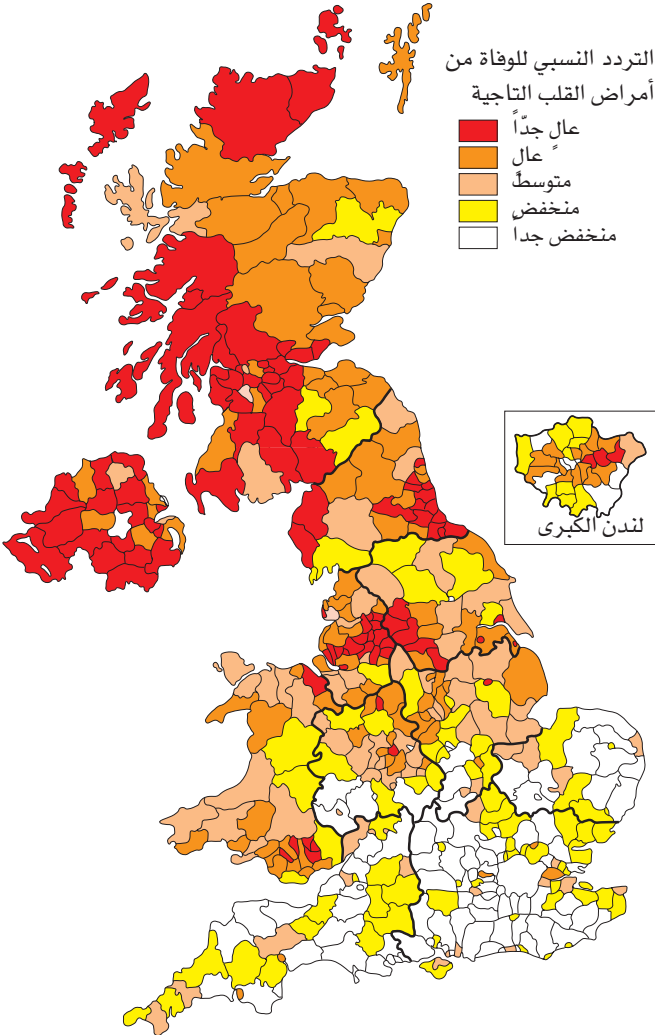 التردد النسبي للوفاة من
أمراض القلب التاجية
عالٍ جدّاً
عالٍ
متوسط
منخفض
منخفض جداً
لندن الكبرى